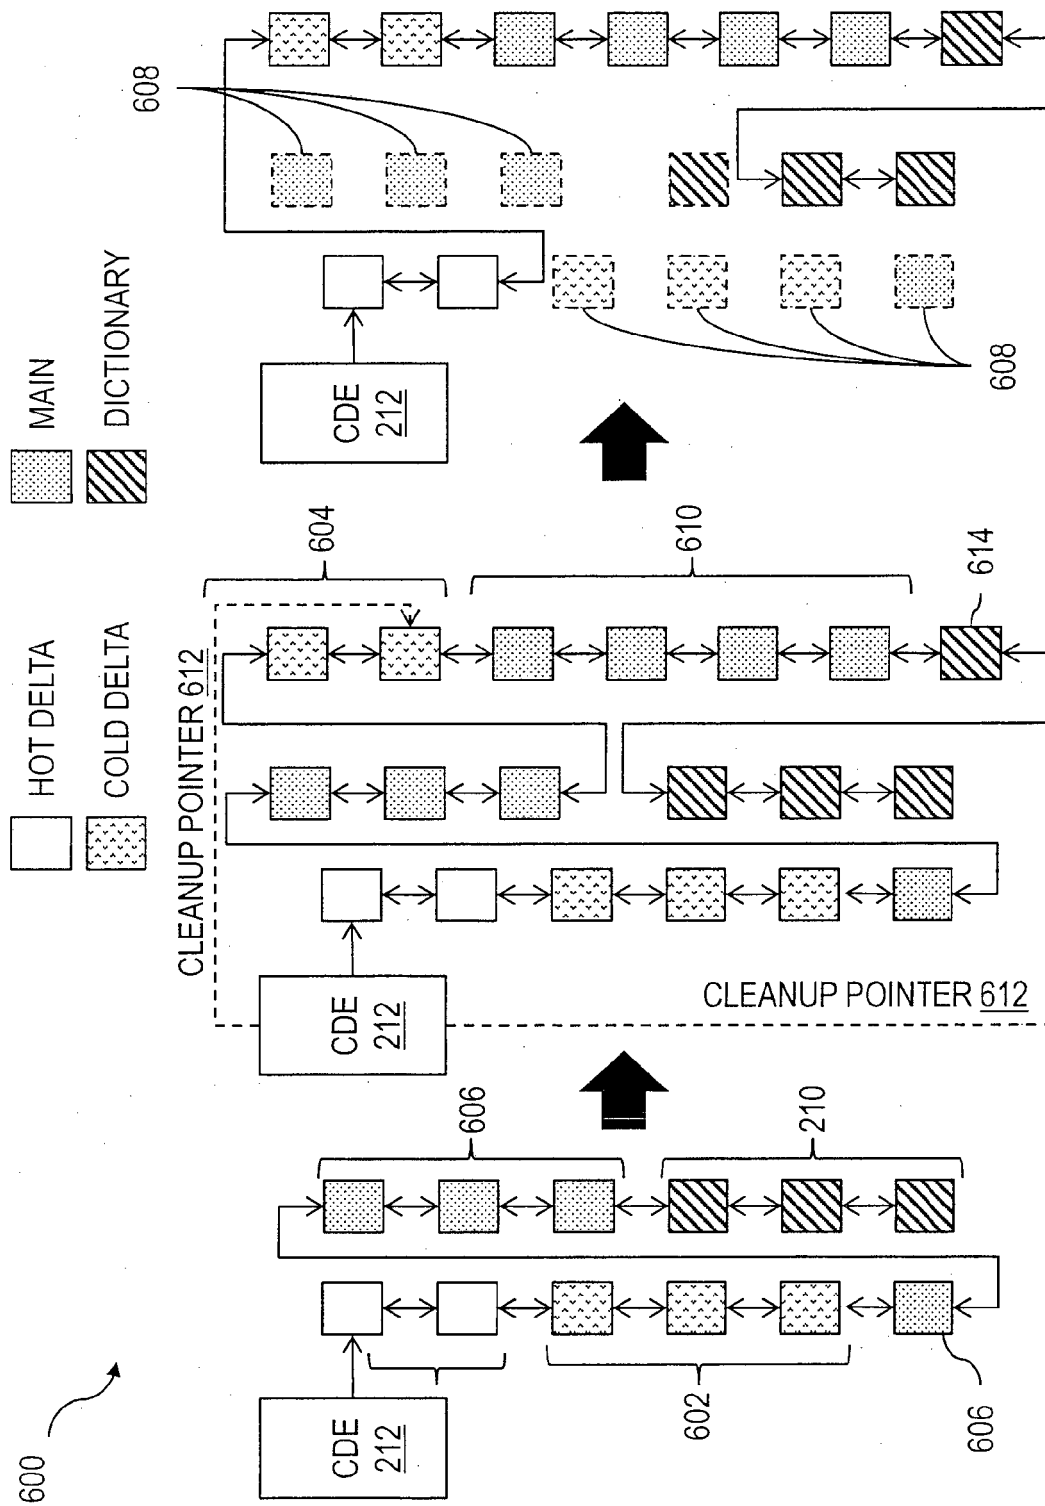 600
HOT DELTA
COLD DELTA
MAIN
DICTIONARY
CDE
212
602
606
606
210
CLEANUP POINTER 612
CLEANUP POINTER 612
CDE
212
604
610
614
CDE
212
608
608